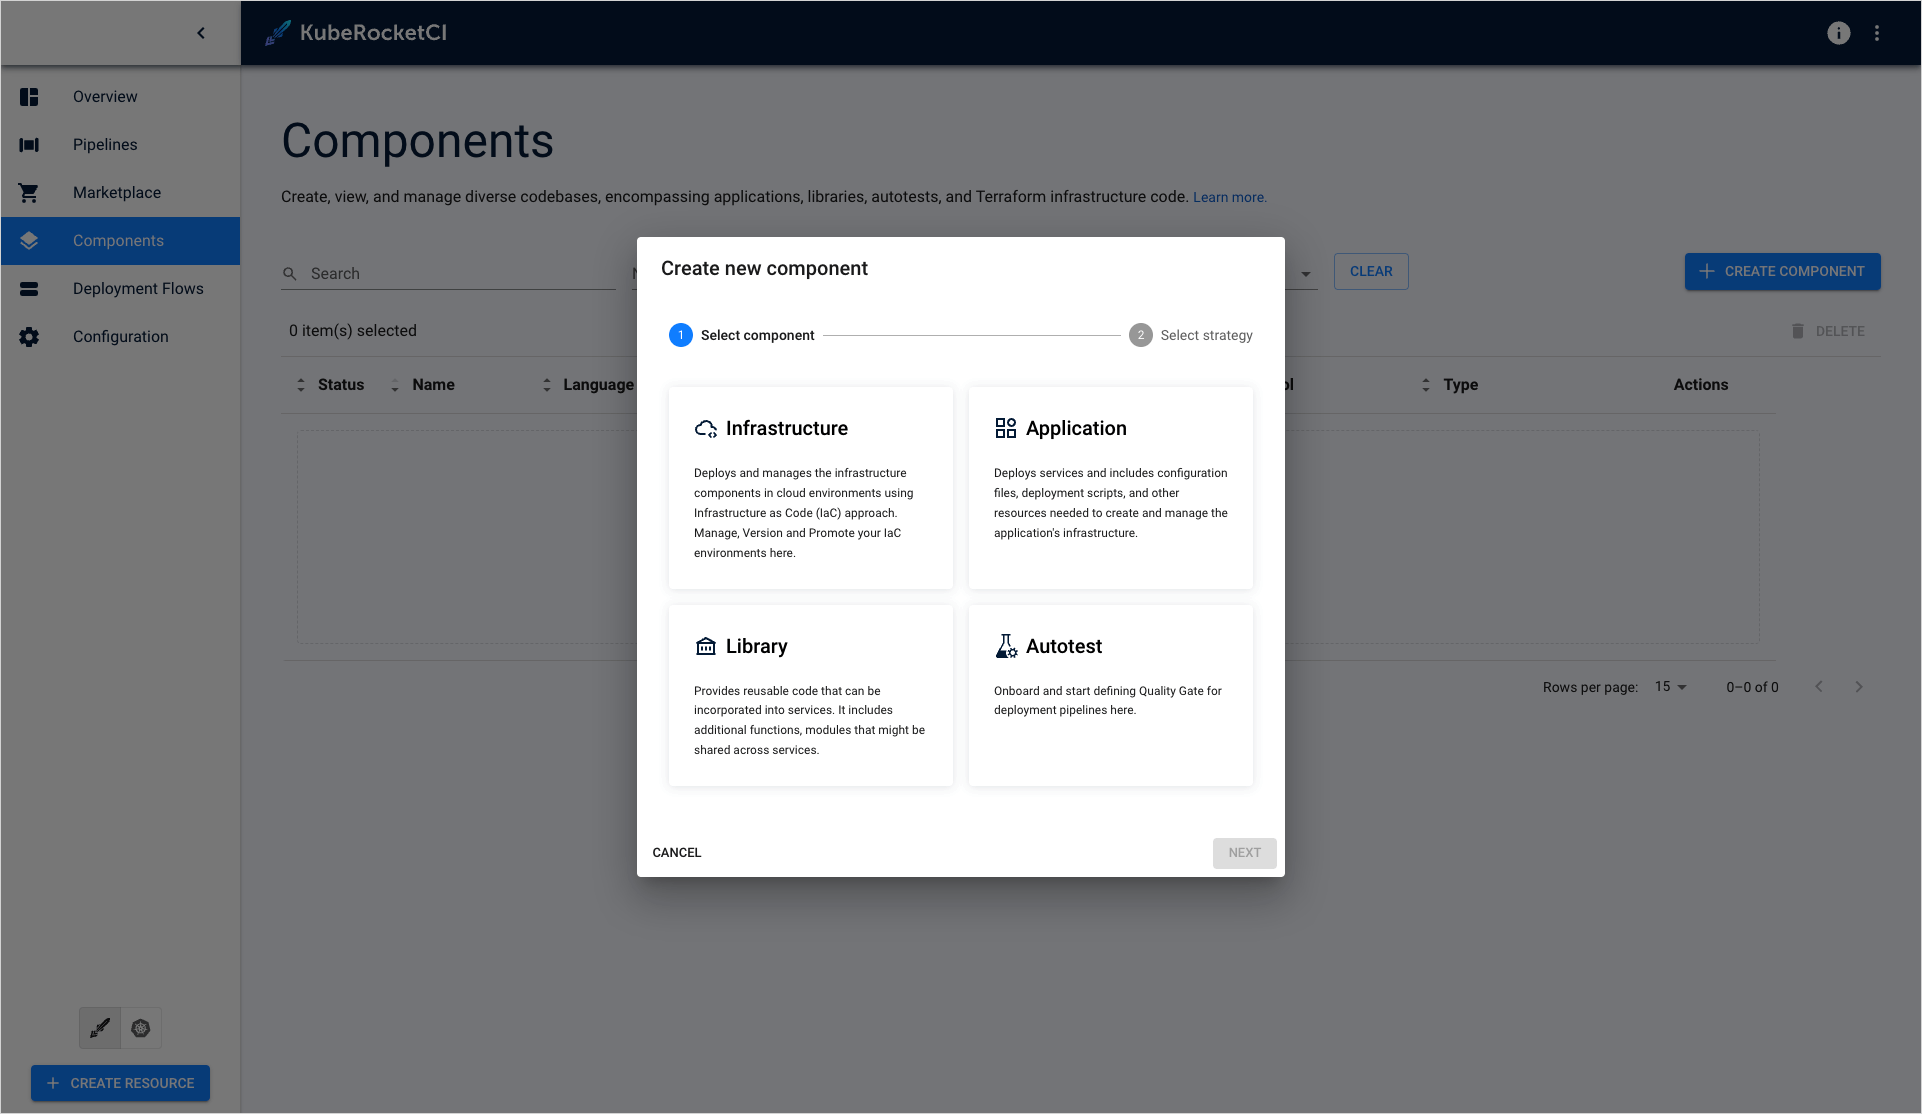 KubeRocketCI
Overview
Pipelines
Marketplace
Components
Deployment Flows
Configuration
CREATE RESOURCE
Components
Create, view, and manage diverse codebases, encompassing applications, libraries, autotests, and Terraform infrastructure code. Learn more.
Search
CLEAR
CREATE COMPONENT
0 item(s) selected
DELETE
Status Name Language Type Actions
Rows per page: 15 0–0 of 0
Create new component
1 Select component 2 Select strategy
Infrastructure
Deploys and manages the infrastructure
components in cloud environments using
Infrastructure as Code (IaC) approach.
Manage, Version and Promote your IaC
environments here.
Application
Deploys services and includes configuration
files, deployment scripts, and other
resources needed to create and manage the
application's infrastructure.
Library
Provides reusable code that can be
incorporated into services. It includes
additional functions, modules that might be
shared across services.
Autotest
Onboard and start defining Quality Gate for
deployment pipelines here.
CANCEL
NEXT